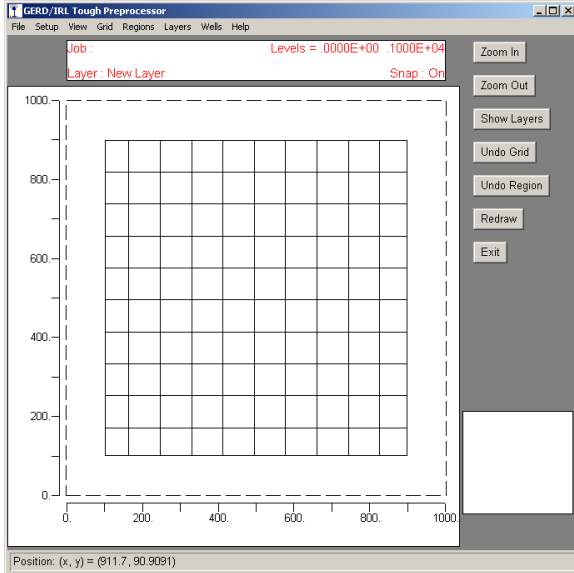 GERD/IRL Tough Preprocessor
File Setup View Grid Regions Layers Wells Help
Job : Levels = .0000E+00 .1000E+04
Layer : New Layer Snap : On
Zoom In
Zoom Out
Show Layers
Undo Grid
Undo Region
Redraw
Exit
1000.
800.
600.
400.
200.
0.
0. 200. 400. 600. 800. 1000.
Position: (x, y) = (911.7, 90.9091)